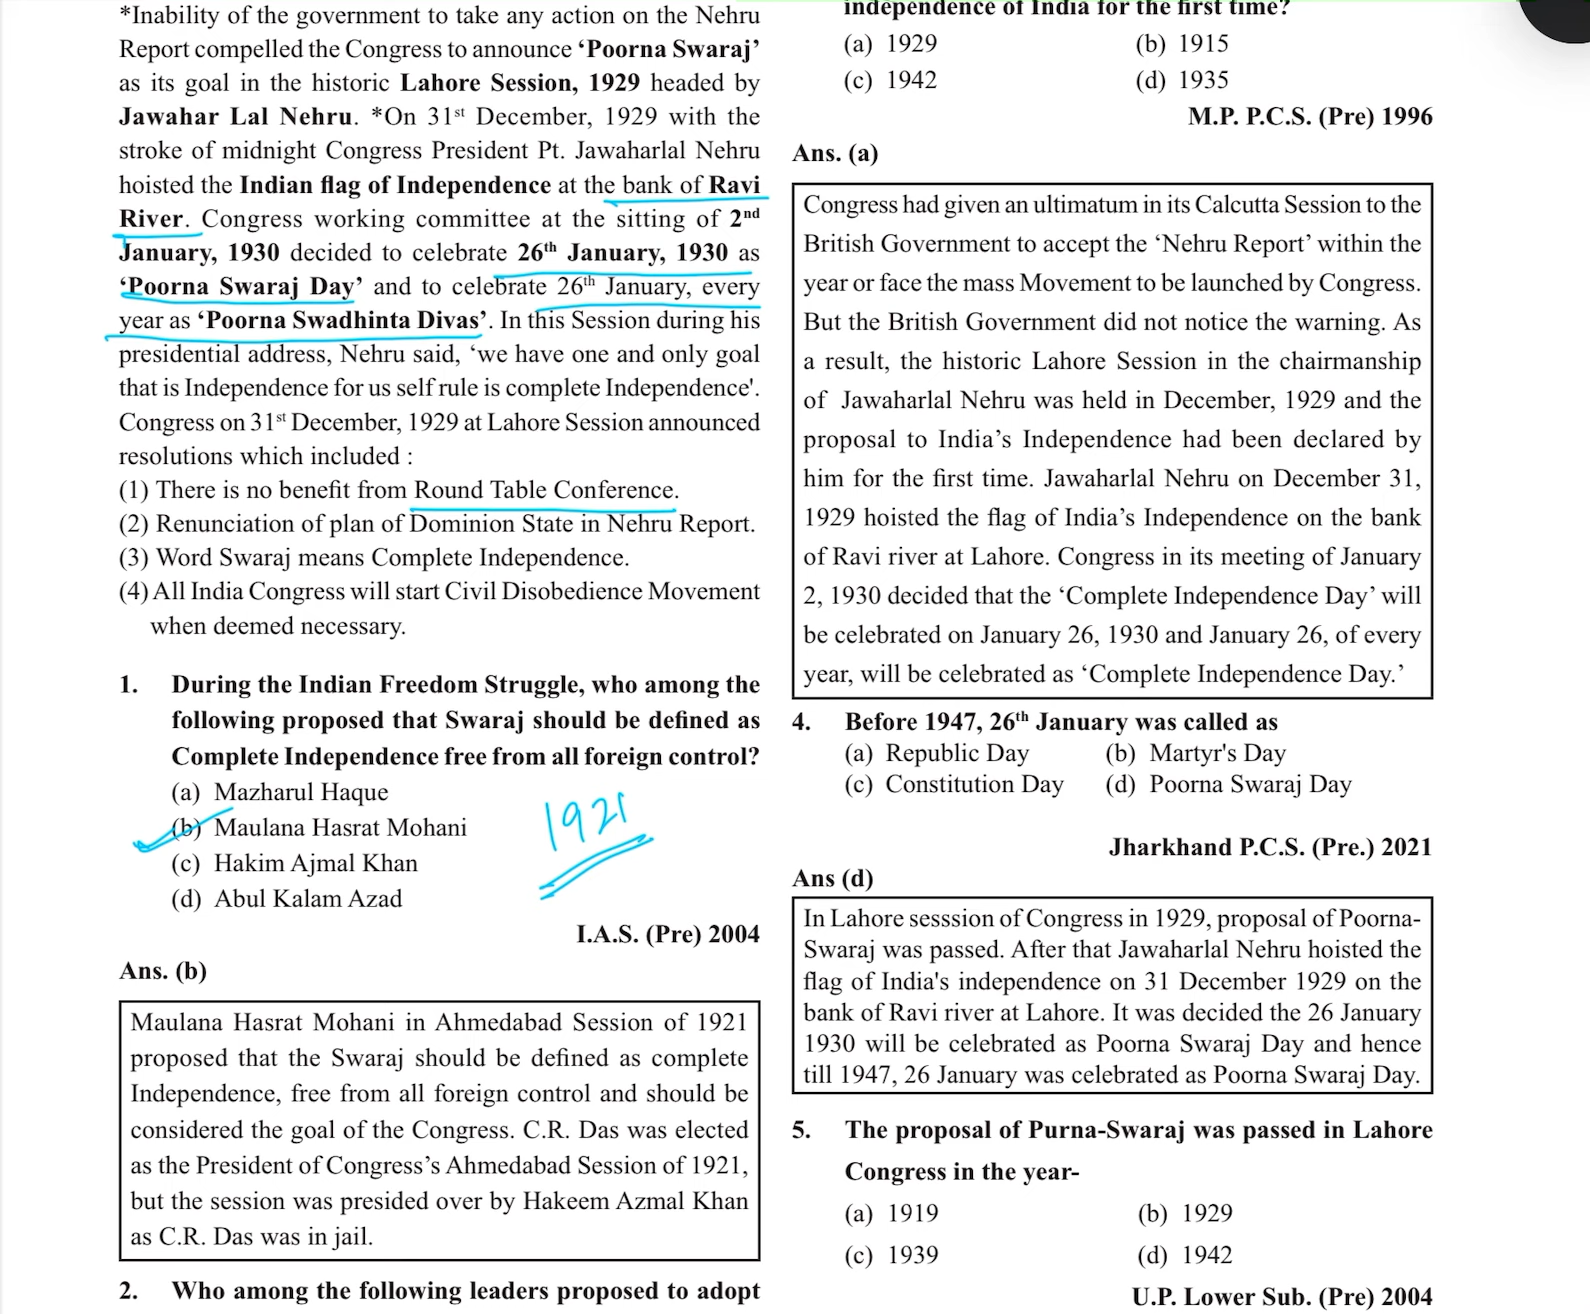 *Inability of the government to take any action on the Nehru
Report compelled the Congress to announce ‘Poorna Swaraj’
as its goal in the historic Lahore Session, 1929 headed by
Jawahar Lal Nehru. *On 31st December, 1929 with the
stroke of midnight Congress President Pt. Jawaharlal Nehru
hoisted the Indian flag of Independence at the bank of Ravi
River. Congress working committee at the sitting of 2nd
January, 1930 decided to celebrate 26th January, 1930 as
‘Poorna Swaraj Day’ and to celebrate 26th January, every
year as ‘Poorna Swadhinta Divas’. In this Session during his
presidential address, Nehru said, ‘we have one and only goal
that is Independence for us self rule is complete Independence'.
Congress on 31st December, 1929 at Lahore Session announced
resolutions which included :
(1) There is no benefit from Round Table Conference.
(2) Renunciation of plan of Dominion State in Nehru Report.
(3) Word Swaraj means Complete Independence.
(4) All India Congress will start Civil Disobedience Movement
when deemed necessary.
1. During the Indian Freedom Struggle, who among the
following proposed that Swaraj should be defined as
Complete Independence free from all foreign control?
(a) Mazharul Haque
(b) Maulana Hasrat Mohani
(c) Hakim Ajmal Khan
(d) Abul Kalam Azad
1921
I.A.S. (Pre) 2004
Ans. (b)
Maulana Hasrat Mohani in Ahmedabad Session of 1921
proposed that the Swaraj should be defined as complete
Independence, free from all foreign control and should be
considered the goal of the Congress. C.R. Das was elected
as the President of Congress’s Ahmedabad Session of 1921,
but the session was presided over by Hakeem Azmal Khan
as C.R. Das was in jail.
2. Who among the following leaders proposed to adopt
independence of India for the first time?
(a) 1929 (b) 1915
(c) 1942 (d) 1935
M.P. P.C.S. (Pre) 1996
Ans. (a)
Congress had given an ultimatum in its Calcutta Session to the
British Government to accept the ‘Nehru Report’ within the
year or face the mass Movement to be launched by Congress.
But the British Government did not notice the warning. As
a result, the historic Lahore Session in the chairmanship
of Jawaharlal Nehru was held in December, 1929 and the
proposal to India’s Independence had been declared by
him for the first time. Jawaharlal Nehru on December 31,
1929 hoisted the flag of India’s Independence on the bank
of Ravi river at Lahore. Congress in its meeting of January
2, 1930 decided that the ‘Complete Independence Day’ will
be celebrated on January 26, 1930 and January 26, of every
year, will be celebrated as ‘Complete Independence Day.’
4. Before 1947, 26th January was called as
(a) Republic Day (b) Martyr's Day
(c) Constitution Day (d) Poorna Swaraj Day
Jharkhand P.C.S. (Pre.) 2021
Ans (d)
In Lahore sesssion of Congress in 1929, proposal of Poorna-
Swaraj was passed. After that Jawaharlal Nehru hoisted the
flag of India's independence on 31 December 1929 on the
bank of Ravi river at Lahore. It was decided the 26 January
1930 will be celebrated as Poorna Swaraj Day and hence
till 1947, 26 January was celebrated as Poorna Swaraj Day.
5. The proposal of Purna-Swaraj was passed in Lahore
Congress in the year-
(a) 1919 (b) 1929
(c) 1939 (d) 1942
U.P. Lower Sub. (Pre) 2004